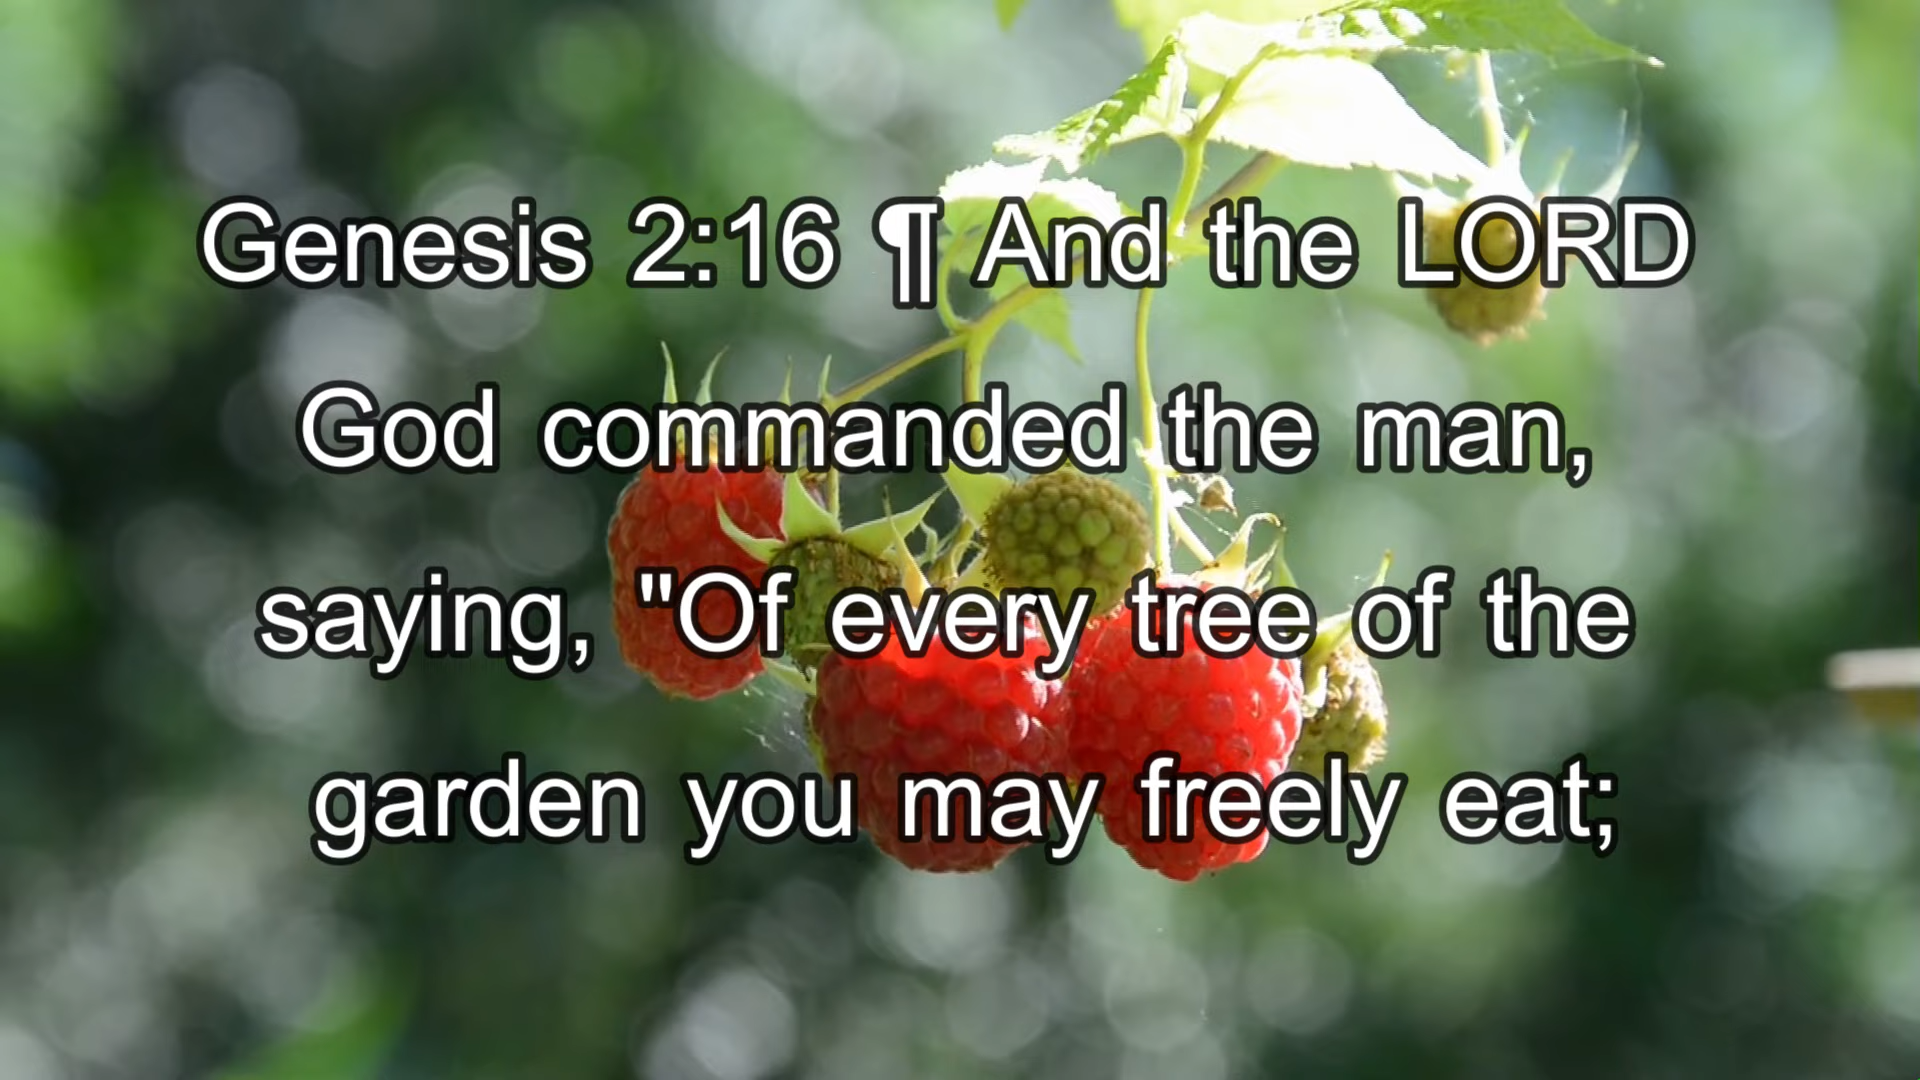 Genesis 2:16 ¶ And the LORD
God commanded the man,
saying, "Of every tree of the
garden you may freely eat;